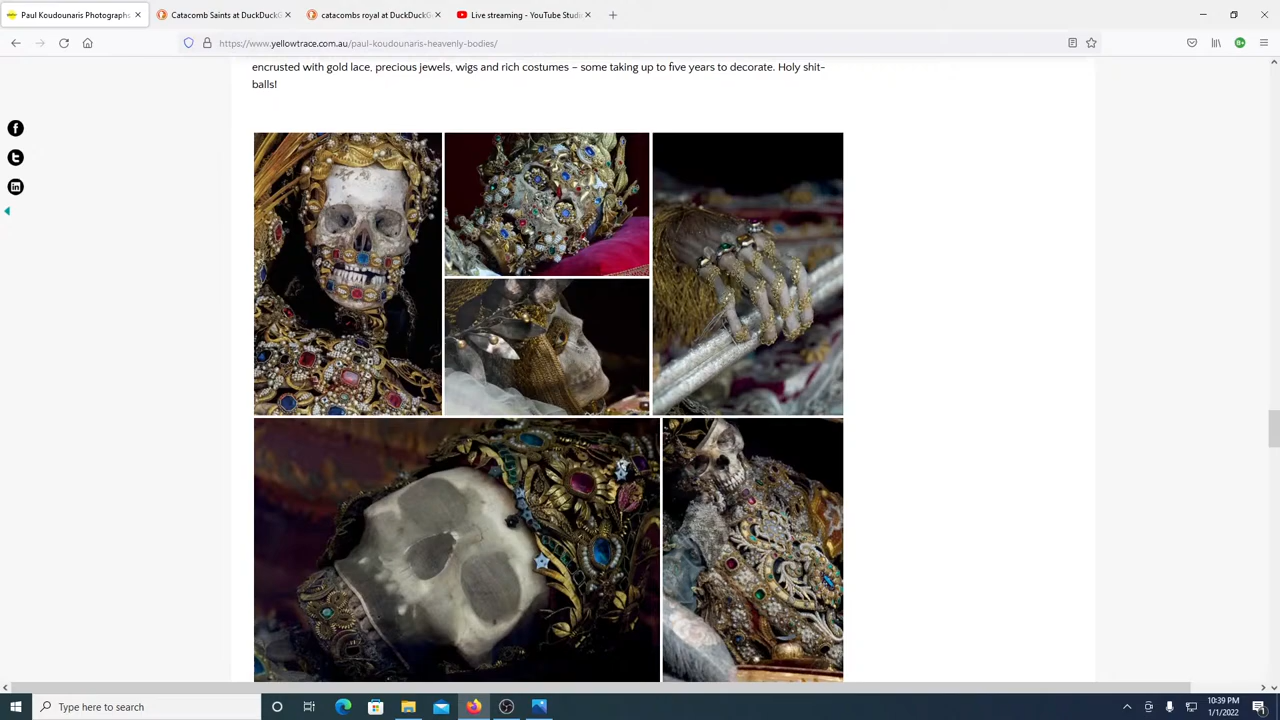 Paul Koudounaris Photographs
Catacomb Saints at DuckDuckG
catacombs royal at DuckDuckG
Live streaming - YouTube Studi
https://www.yellowtrace.com.au/paul-koudounaris-heavenly-bodies/
encrusted with gold lace, precious jewels, wigs and rich costumes – some taking up to five years to decorate. Holy shit-
balls!
Type here to search
10:39 PM
1/1/2022